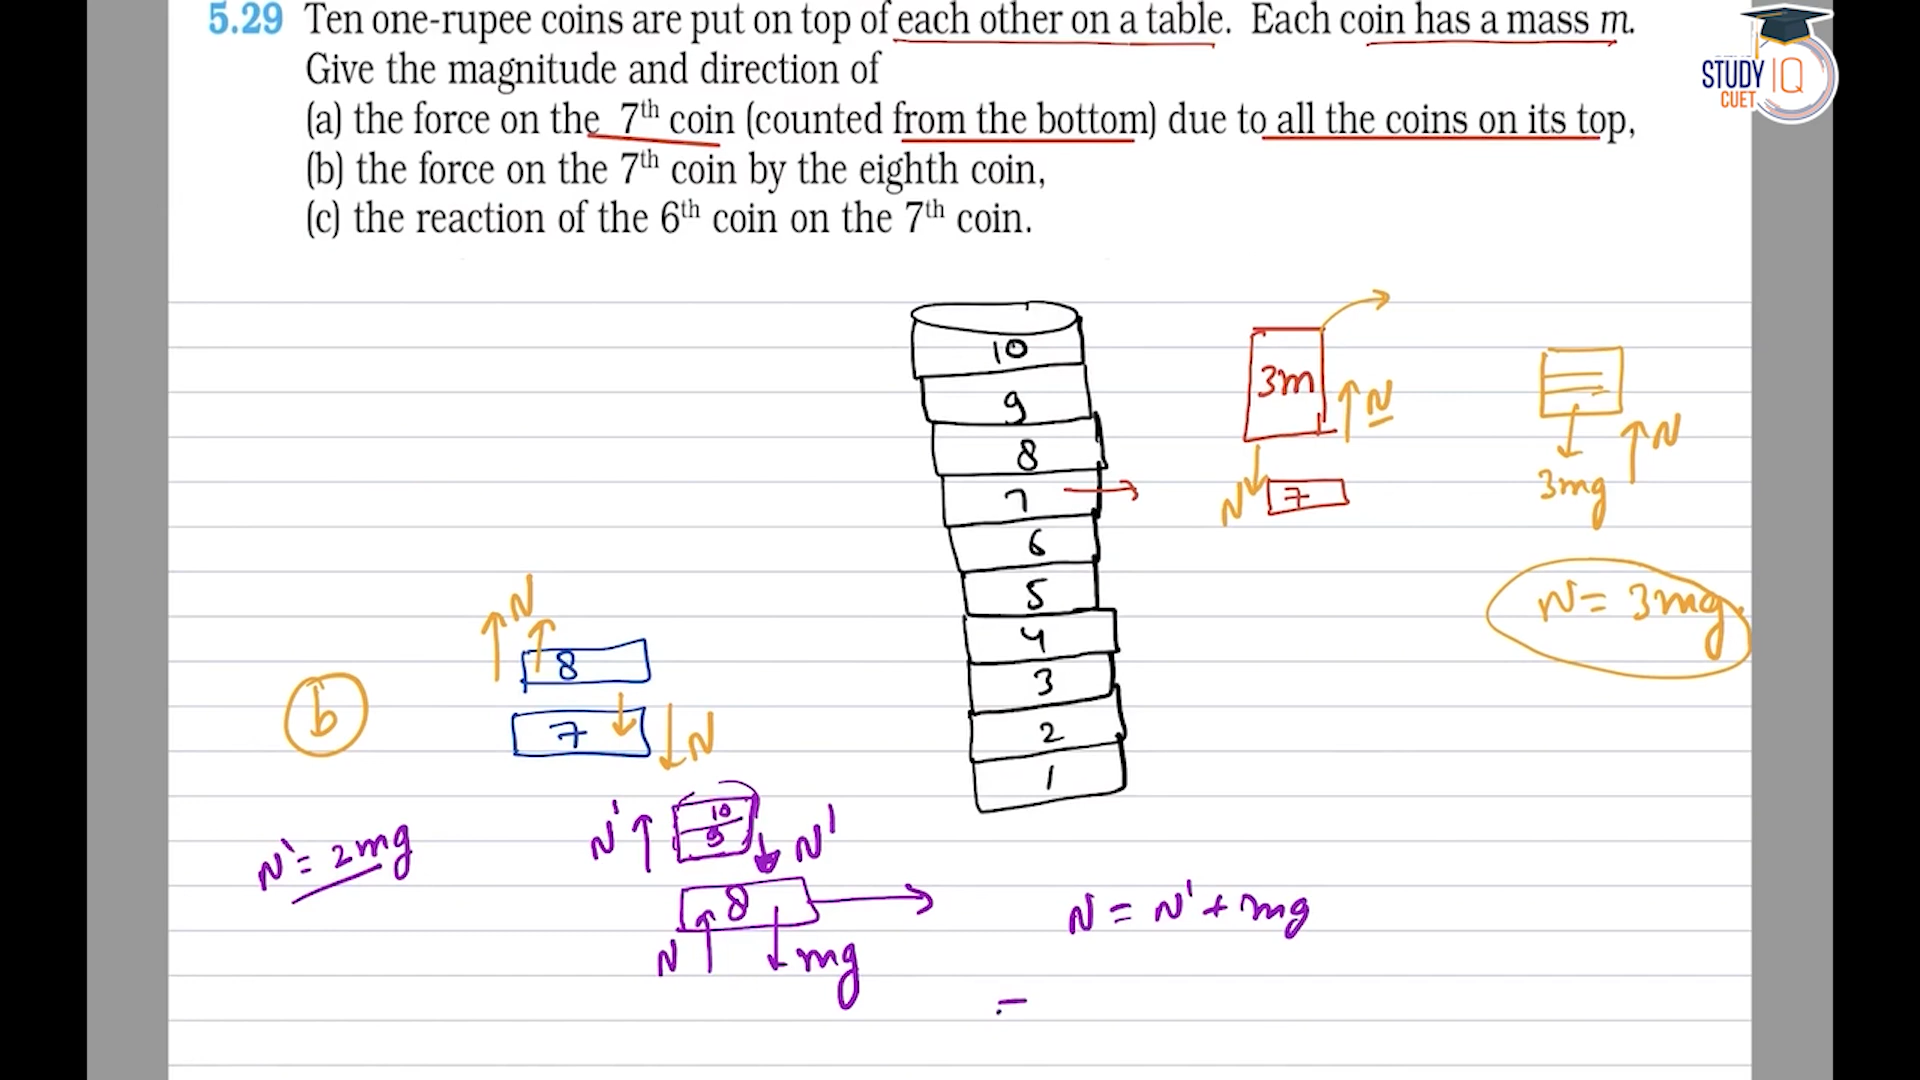 5.29 Ten one-rupee coins are put on top of each other on a table. Each coin has a mass m.
Give the magnitude and direction of
(a) the force on the 7th coin (counted from the bottom) due to all the coins on its top,
(b) the force on the 7th coin by the eighth coin,
(c) the reaction of the 6th coin on the 7th coin.
STUDY IQ
CUET
10
9
8
7
6
5
4
3
2
1
3m
N
N
7
N
3mg
N = 3mg
b
N
8
7
N
N' = 2mg
N'
10
9
N'
8
N
mg
N = N' + mg
=